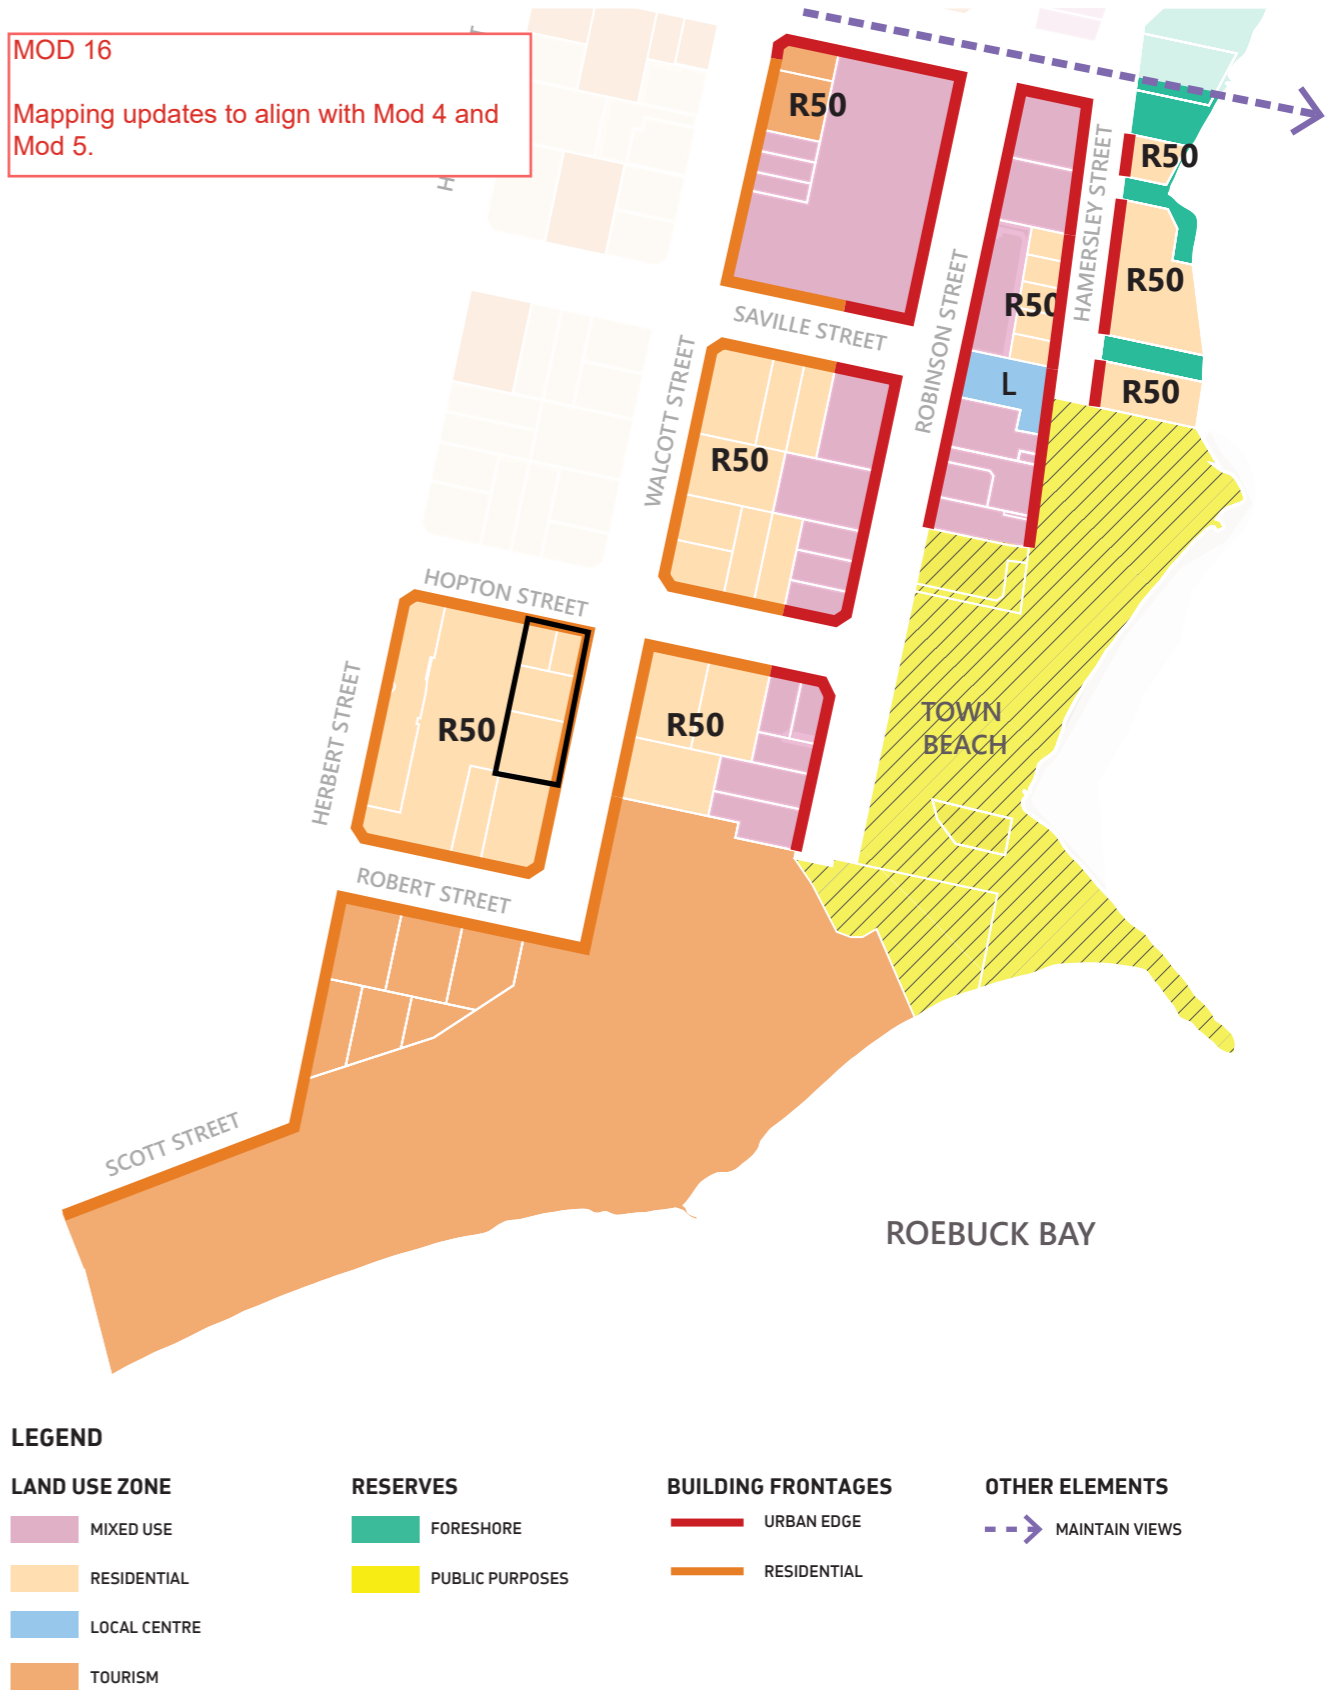 MOD 16
Mapping updates to align with Mod 4 and
Mod 5.
R50
R50
HAMERSLEY STREET
R50
R50
ROBINSON STREET
SAVILLE STREET
WALCOTT STREET
L
R50
R50
HOPTON STREET
HERBERT STREET
R50
R50
TOWN
BEACH
ROBERT STREET
SCOTT STREET
ROEBUCK BAY
LEGEND
LAND USE ZONE
MIXED USE
RESIDENTIAL
LOCAL CENTRE
TOURISM
RESERVES
FORESHORE
PUBLIC PURPOSES
BUILDING FRONTAGES
URBAN EDGE
RESIDENTIAL
OTHER ELEMENTS
MAINTAIN VIEWS